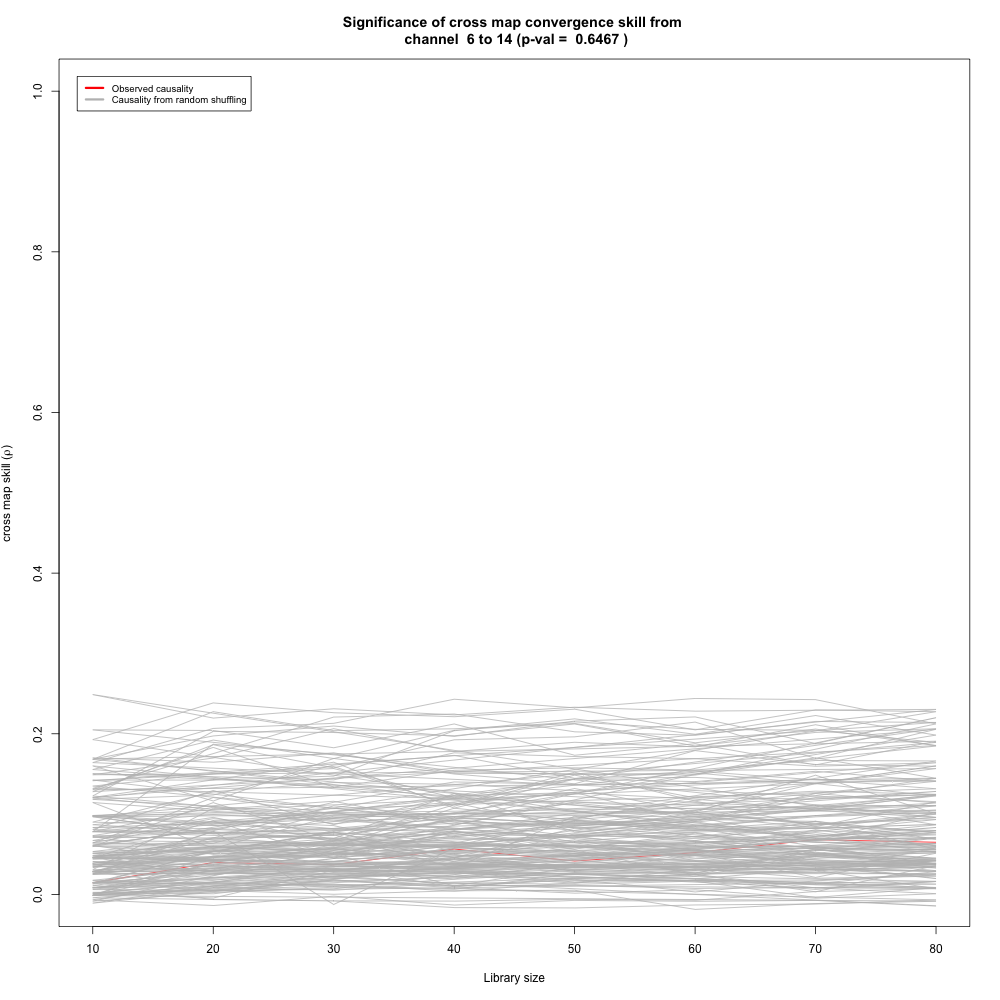 Significance of cross map convergence skill from
channel  6 to 14 (p-val =  0.6467 )
Observed causality
Causality from random shuffling
1.0
0.8
0.6
0.4
0.2
0.0
cross map skill (ρ)
10 20 30 40 50 60 70 80
Library size